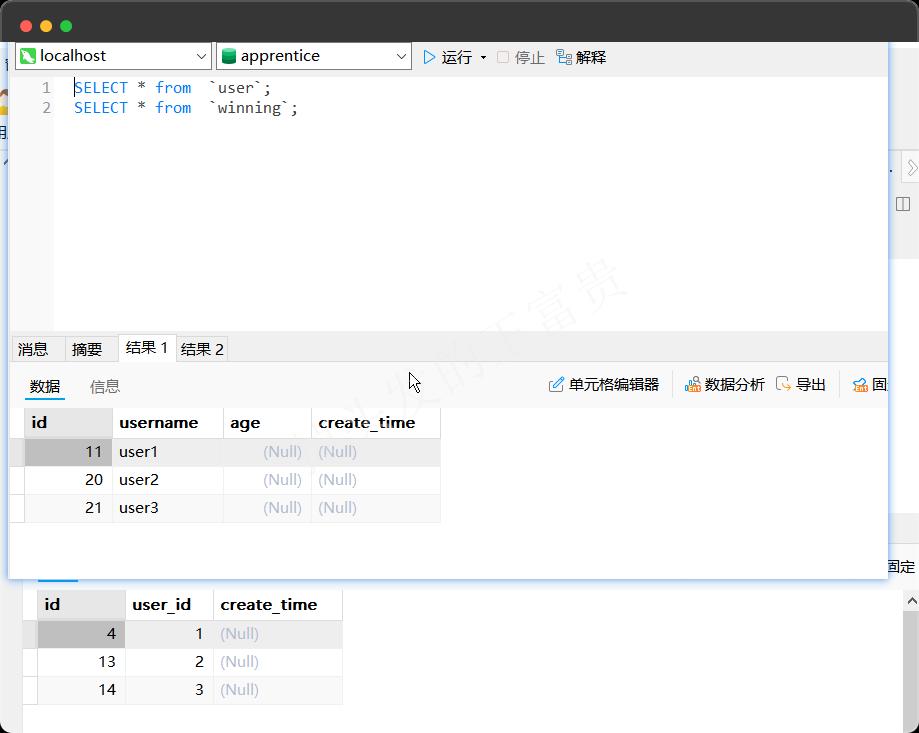 localhost apprentice 运行 停止 解释
1 SELECT * from `user`;
2 SELECT * from `winning`;
消息 摘要 结果 1 结果 2
数据 信息 单元格编辑器 数据分析 导出 固
id username age create_time
11 user1 (Null) (Null)
20 user2 (Null) (Null)
21 user3 (Null) (Null)
固定
id user_id create_time
4 1 (Null)
13 2 (Null)
14 3 (Null)